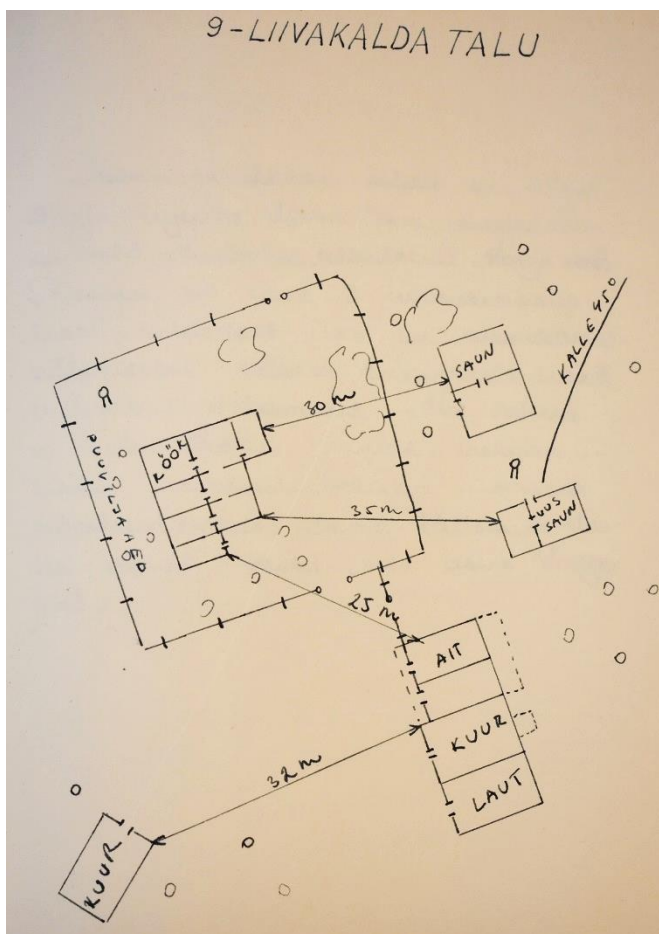 9-LIIVAKALDA TALU
SAUN
KALLE 45°
30 m
KÖÖK
PUUVILJAAED
35 m
UUS
SAUN
25 m
AIT
KUUR
32 m
LAUT
KUUR